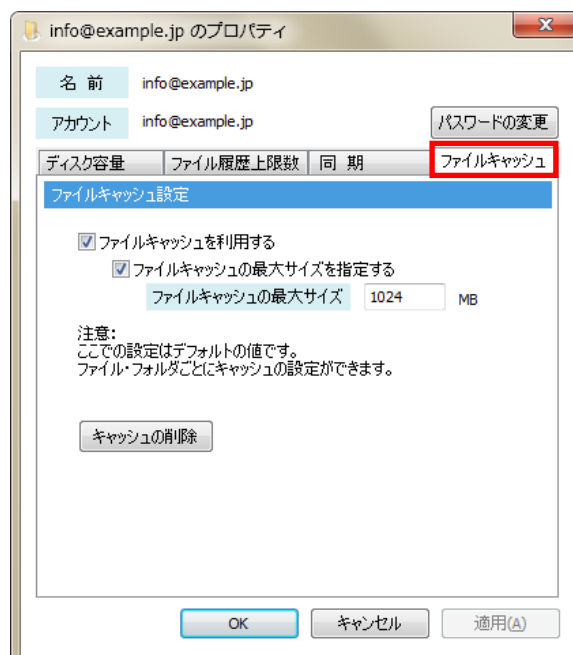 info@example.jp のプロパティ
名 前 info@example.jp
アカウント info@example.jp パスワードの変更
ディスク容量 ファイル履歴上限数 同 期 ファイルキャッシュ
ファイルキャッシュ設定
ファイルキャッシュを利用する
ファイルキャッシュの最大サイズを指定する
ファイルキャッシュの最大サイズ 1024 MB
注意:
ここでの設定はデフォルトの値です。
ファイル・フォルダごとにキャッシュの設定ができます。
キャッシュの削除
OK キャンセル 適用(A)